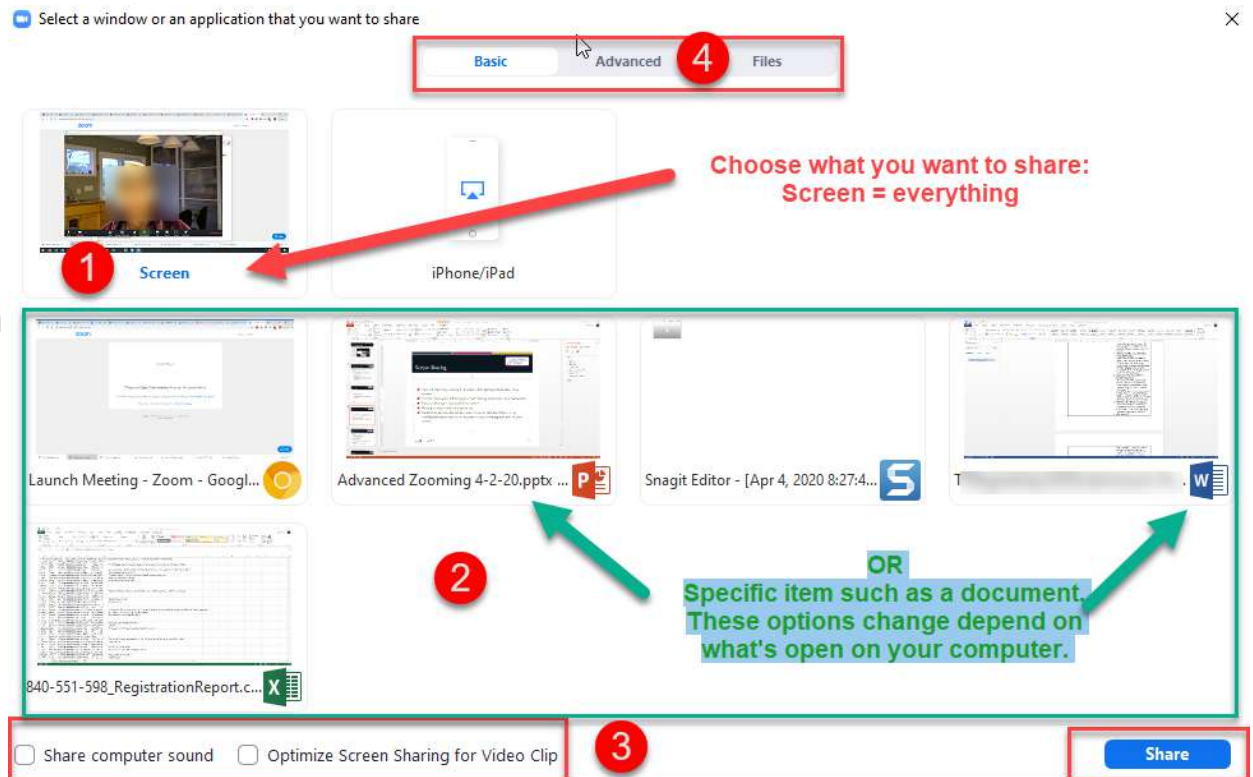 Select a window or an application that you want to share
Basic
Advanced
4
Files
Choose what you want to share:
Screen = everything
1
Screen
iPhone/iPad
Launch Meeting - Zoom - Googl...
Advanced Zooming 4-2-20.pptx ...
Snagit Editor - [Apr 4, 2020 8:27:4...
2
OR
Specific item such as a document.
These options change depend on
what's open on your computer.
840-551-598_RegistrationReport.c...
Share computer sound
Optimize Screen Sharing for Video Clip
3
Share